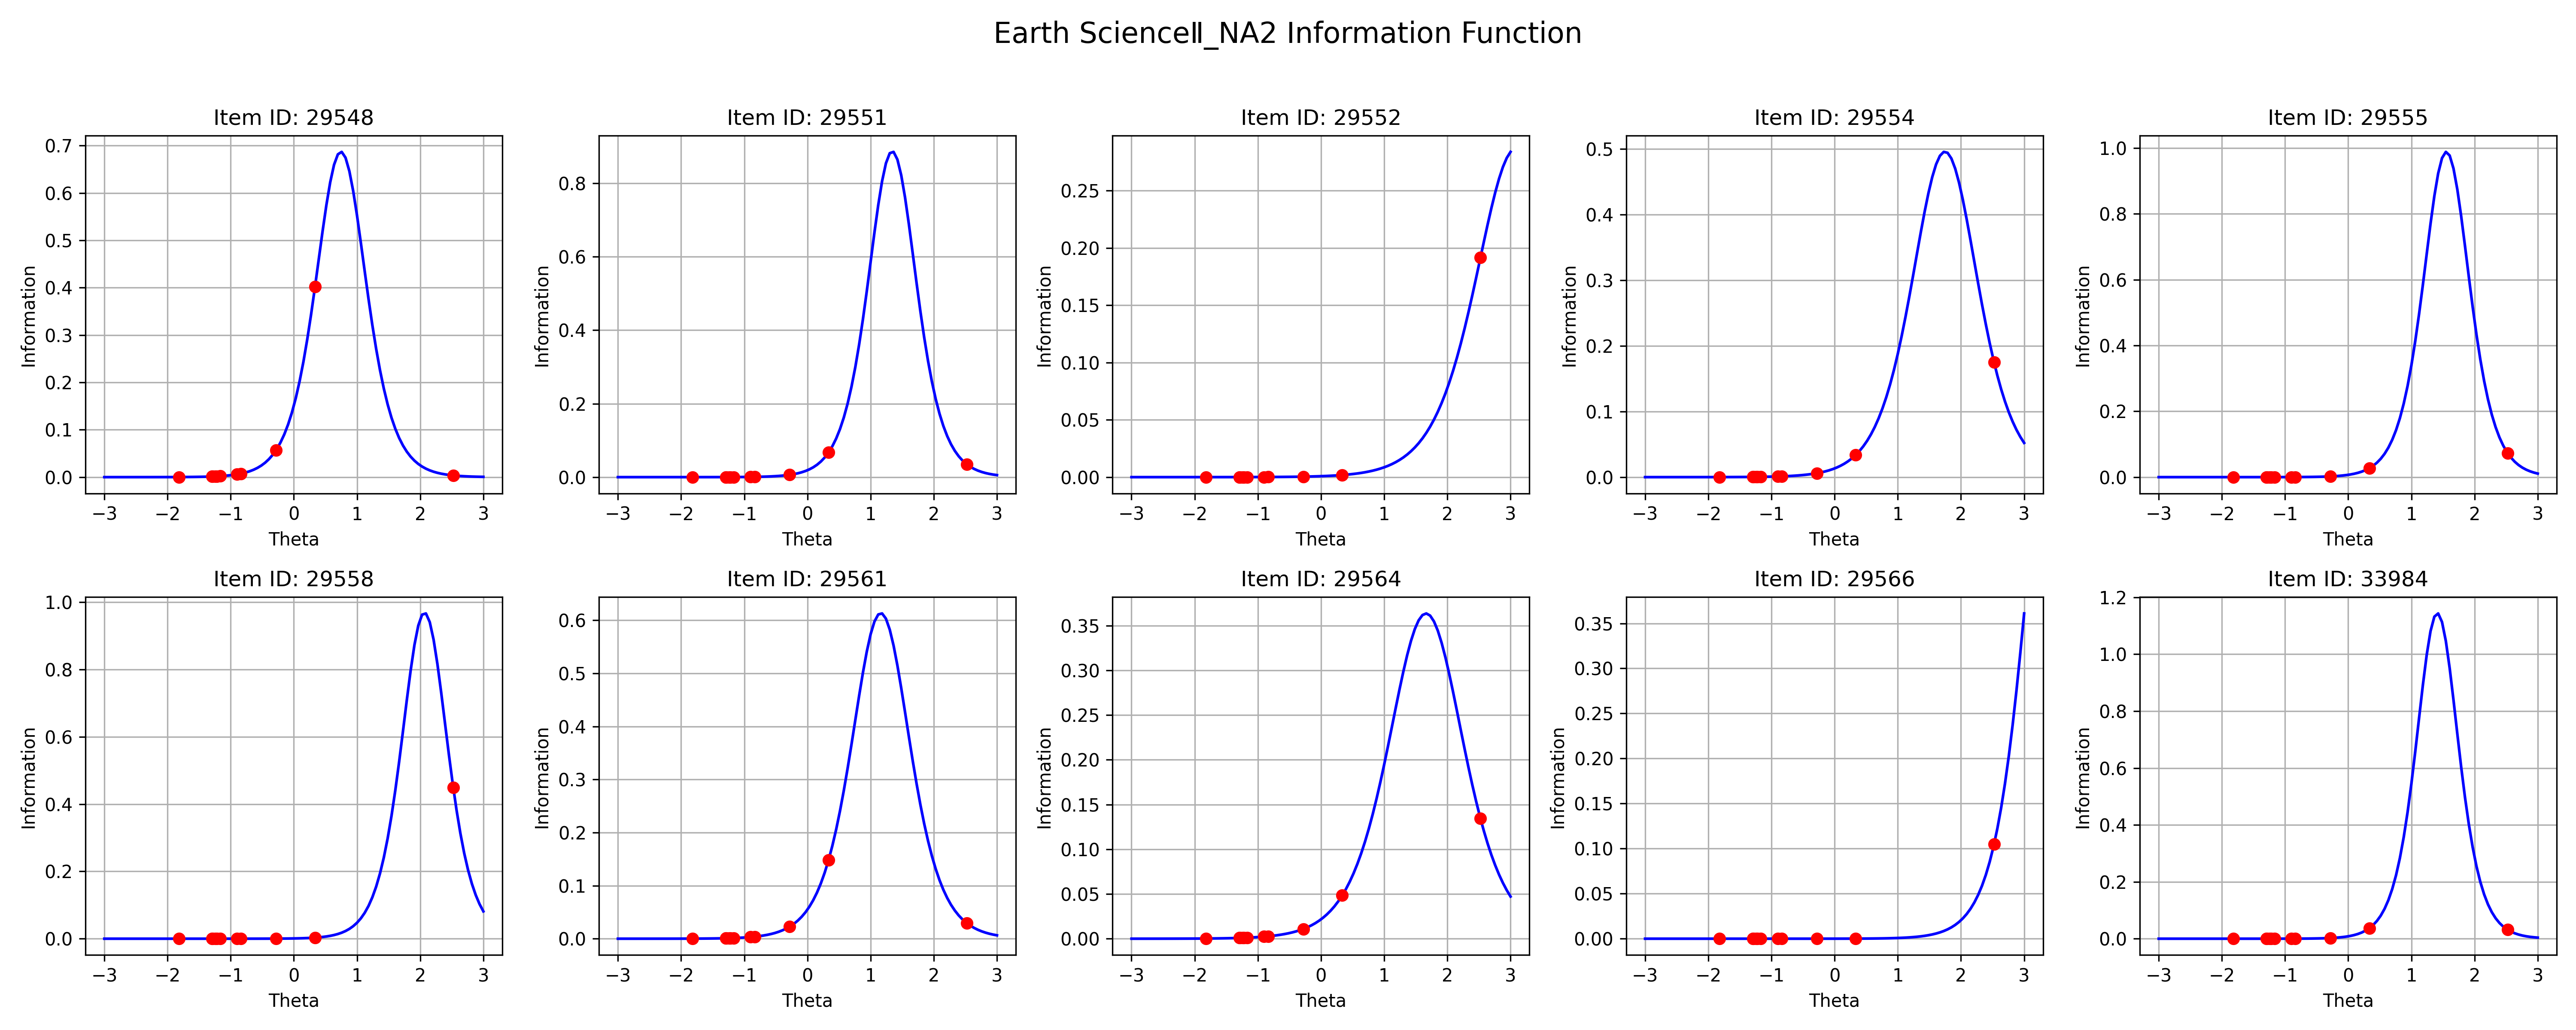 Earth ScienceⅡ_NA2 Information Function
Item ID: 29548
Information
0.7
0.6
0.5
0.4
0.3
0.2
0.1
0.0
−3 −2 −1 0 1 2 3
Theta
Item ID: 29551
Information
0.8
0.6
0.4
0.2
0.0
−3 −2 −1 0 1 2 3
Theta
Item ID: 29552
Information
0.25
0.20
0.15
0.10
0.05
0.00
−3 −2 −1 0 1 2 3
Theta
Item ID: 29554
Information
0.5
0.4
0.3
0.2
0.1
0.0
−3 −2 −1 0 1 2 3
Theta
Item ID: 29555
Information
1.0
0.8
0.6
0.4
0.2
0.0
−3 −2 −1 0 1 2 3
Theta
Item ID: 29558
Information
1.0
0.8
0.6
0.4
0.2
0.0
−3 −2 −1 0 1 2 3
Theta
Item ID: 29561
Information
0.6
0.5
0.4
0.3
0.2
0.1
0.0
−3 −2 −1 0 1 2 3
Theta
Item ID: 29564
Information
0.35
0.30
0.25
0.20
0.15
0.10
0.05
0.00
−3 −2 −1 0 1 2 3
Theta
Item ID: 29566
Information
0.35
0.30
0.25
0.20
0.15
0.10
0.05
0.00
−3 −2 −1 0 1 2 3
Theta
Item ID: 33984
Information
1.2
1.0
0.8
0.6
0.4
0.2
0.0
−3 −2 −1 0 1 2 3
Theta